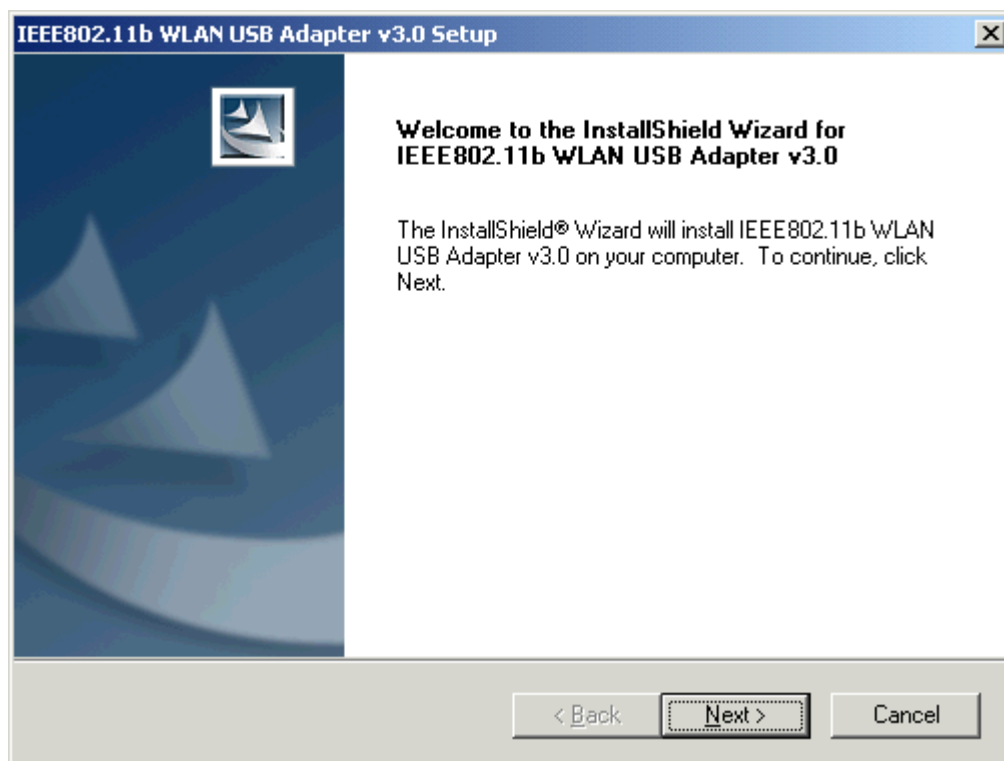 IEEE802.11b WLAN USB Adapter v3.0 Setup
Welcome to the InstallShield Wizard for
IEEE802.11b WLAN USB Adapter v3.0
The InstallShield® Wizard will install IEEE802.11b WLAN
USB Adapter v3.0 on your computer. To continue, click
Next.
< Back
Next >
Cancel